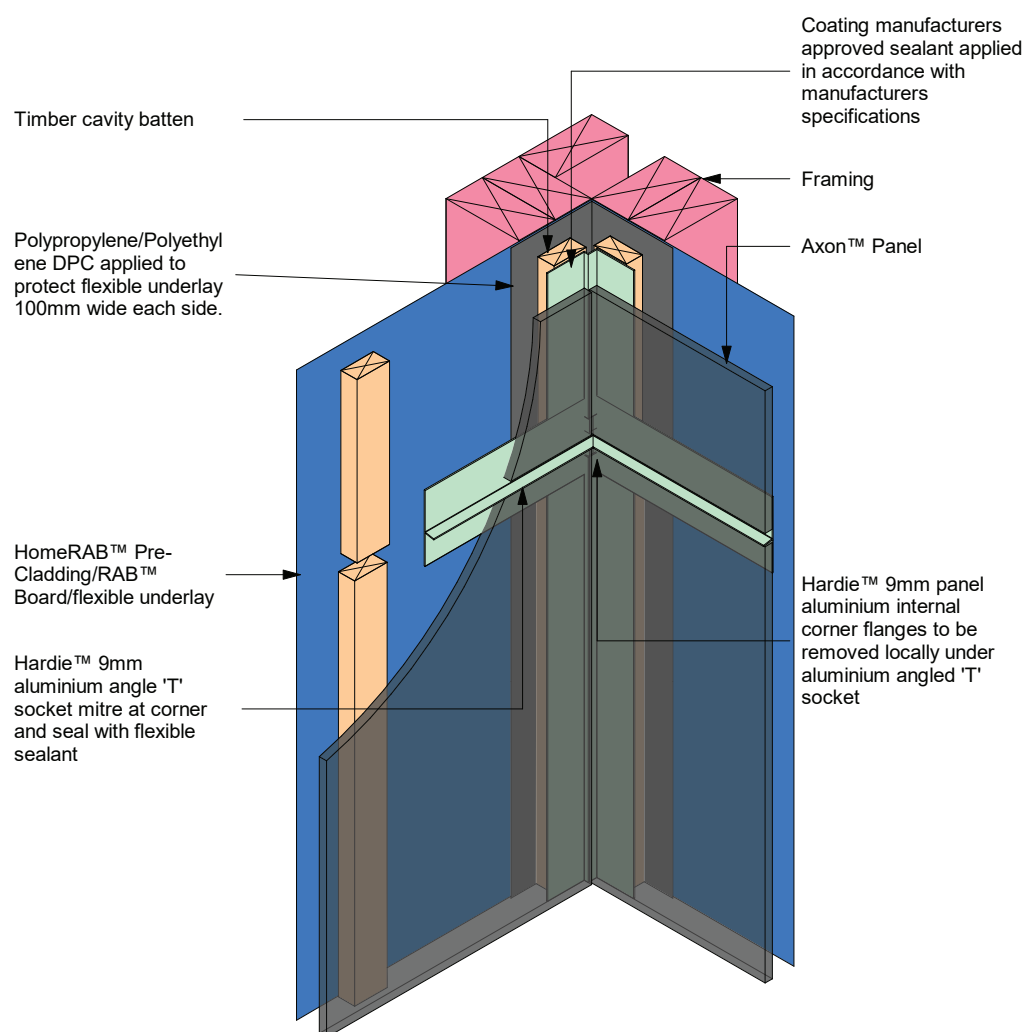 Coating manufacturers
approved sealant applied
in accordance with
manufacturers
specifications
Timber cavity batten
Framing
Polypropylene/Polyethyl
ene DPC applied to
protect flexible underlay
100mm wide each side.
Axon™ Panel
HomeRAB™ Pre-
Cladding/RAB™
Board/flexible underlay
Hardie™ 9mm panel
aluminium internal
corner flanges to be
removed locally under
aluminium angled 'T'
socket
Hardie™ 9mm
aluminium angle 'T'
socket mitre at corner
and seal with flexible
sealant